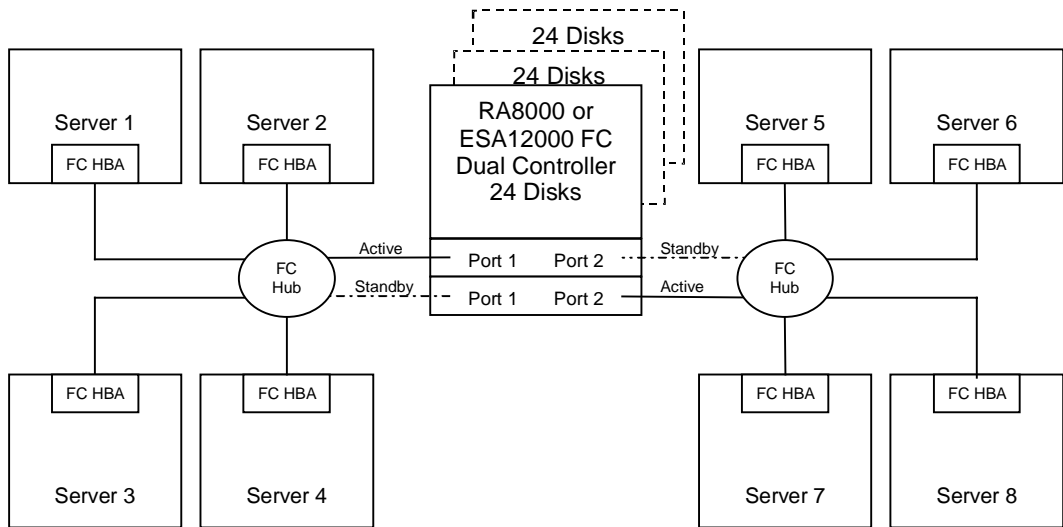 24 Disks
24 Disks
RA8000 or
ESA12000 FC
Dual Controller
24 Disks
Server 1
FC HBA
Server 2
FC HBA
Server 5
FC HBA
Server 6
FC HBA
FC
Hub
Active
Standby
Port 1
Port 2
Port 1
Port 2
Standby
Active
FC
Hub
FC HBA
Server 3
FC HBA
Server 4
FC HBA
Server 7
FC HBA
Server 8